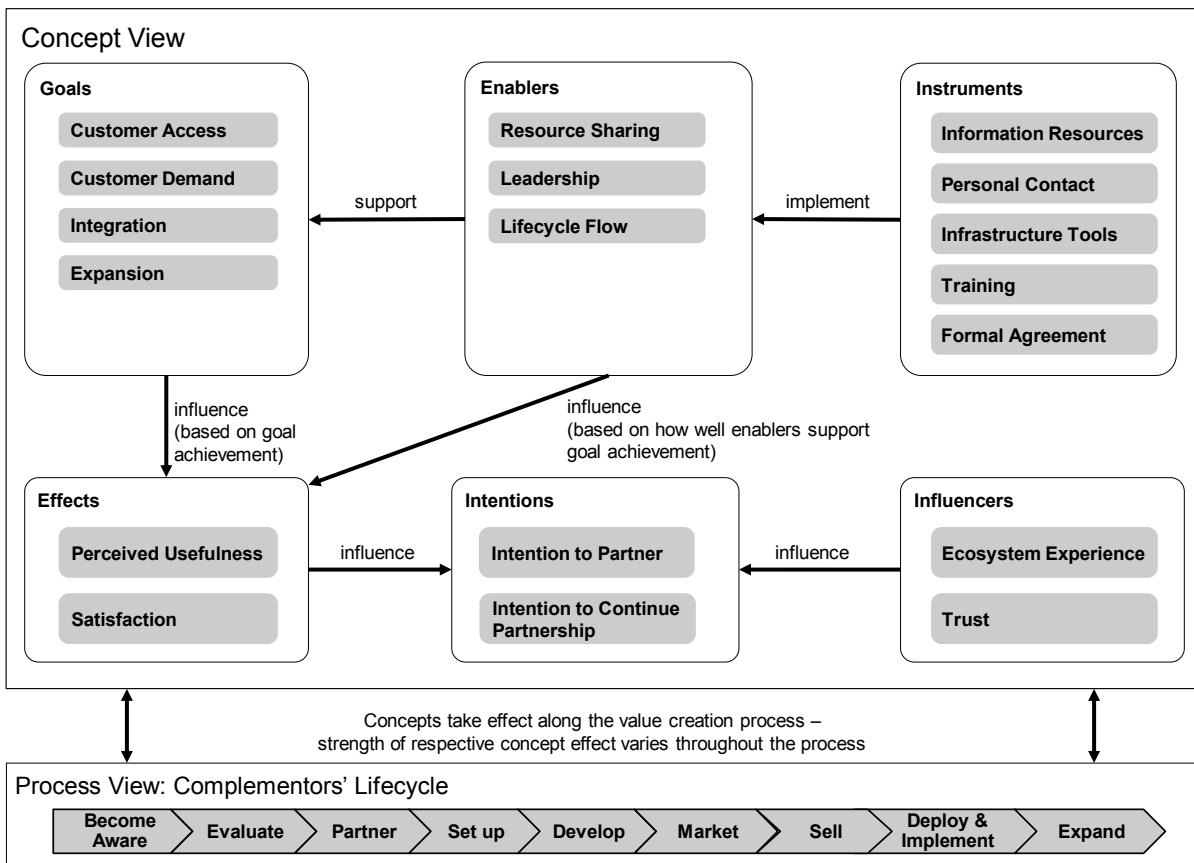 Concept View
Goals
Customer Access
Customer Demand
Integration
Expansion
support
Enablers
Resource Sharing
Leadership
Lifecycle Flow
implement
Instruments
Information Resources
Personal Contact
Infrastructure Tools
Training
Formal Agreement
influence
(based on goal
achievement)
influence
(based on how well enablers support
goal achievement)
Effects
Perceived Usefulness
Satisfaction
influence
Intentions
Intention to Partner
Intention to Continue
Partnership
influence
Influencers
Ecosystem Experience
Trust
Concepts take effect along the value creation process –
strength of respective concept effect varies throughout the process
Process View: Complementors’ Lifecycle
Become
Aware
Evaluate
Partner
Set up
Develop
Market
Sell
Deploy &
Implement
Expand